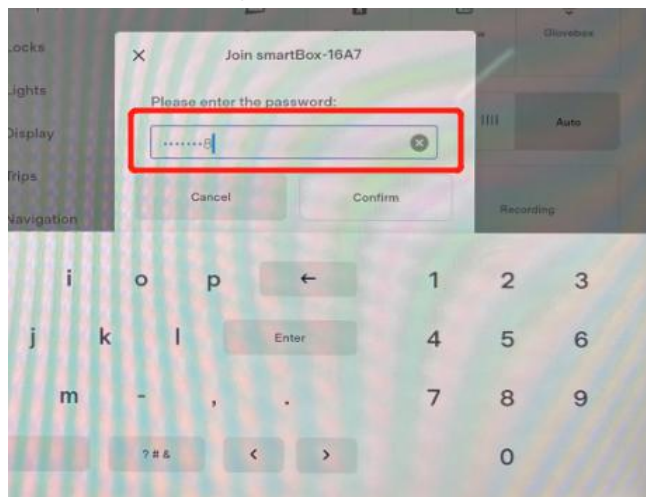 Locks
Glovebox
Join smartBox-16A7
Lights
Please enter the password:
Display
·······8
Auto
Trips
Cancel
Confirm
Navigation
Recording
i o p ← 1 2 3
j k l Enter 4 5 6
m - , . 7 8 9
?#& < > 0